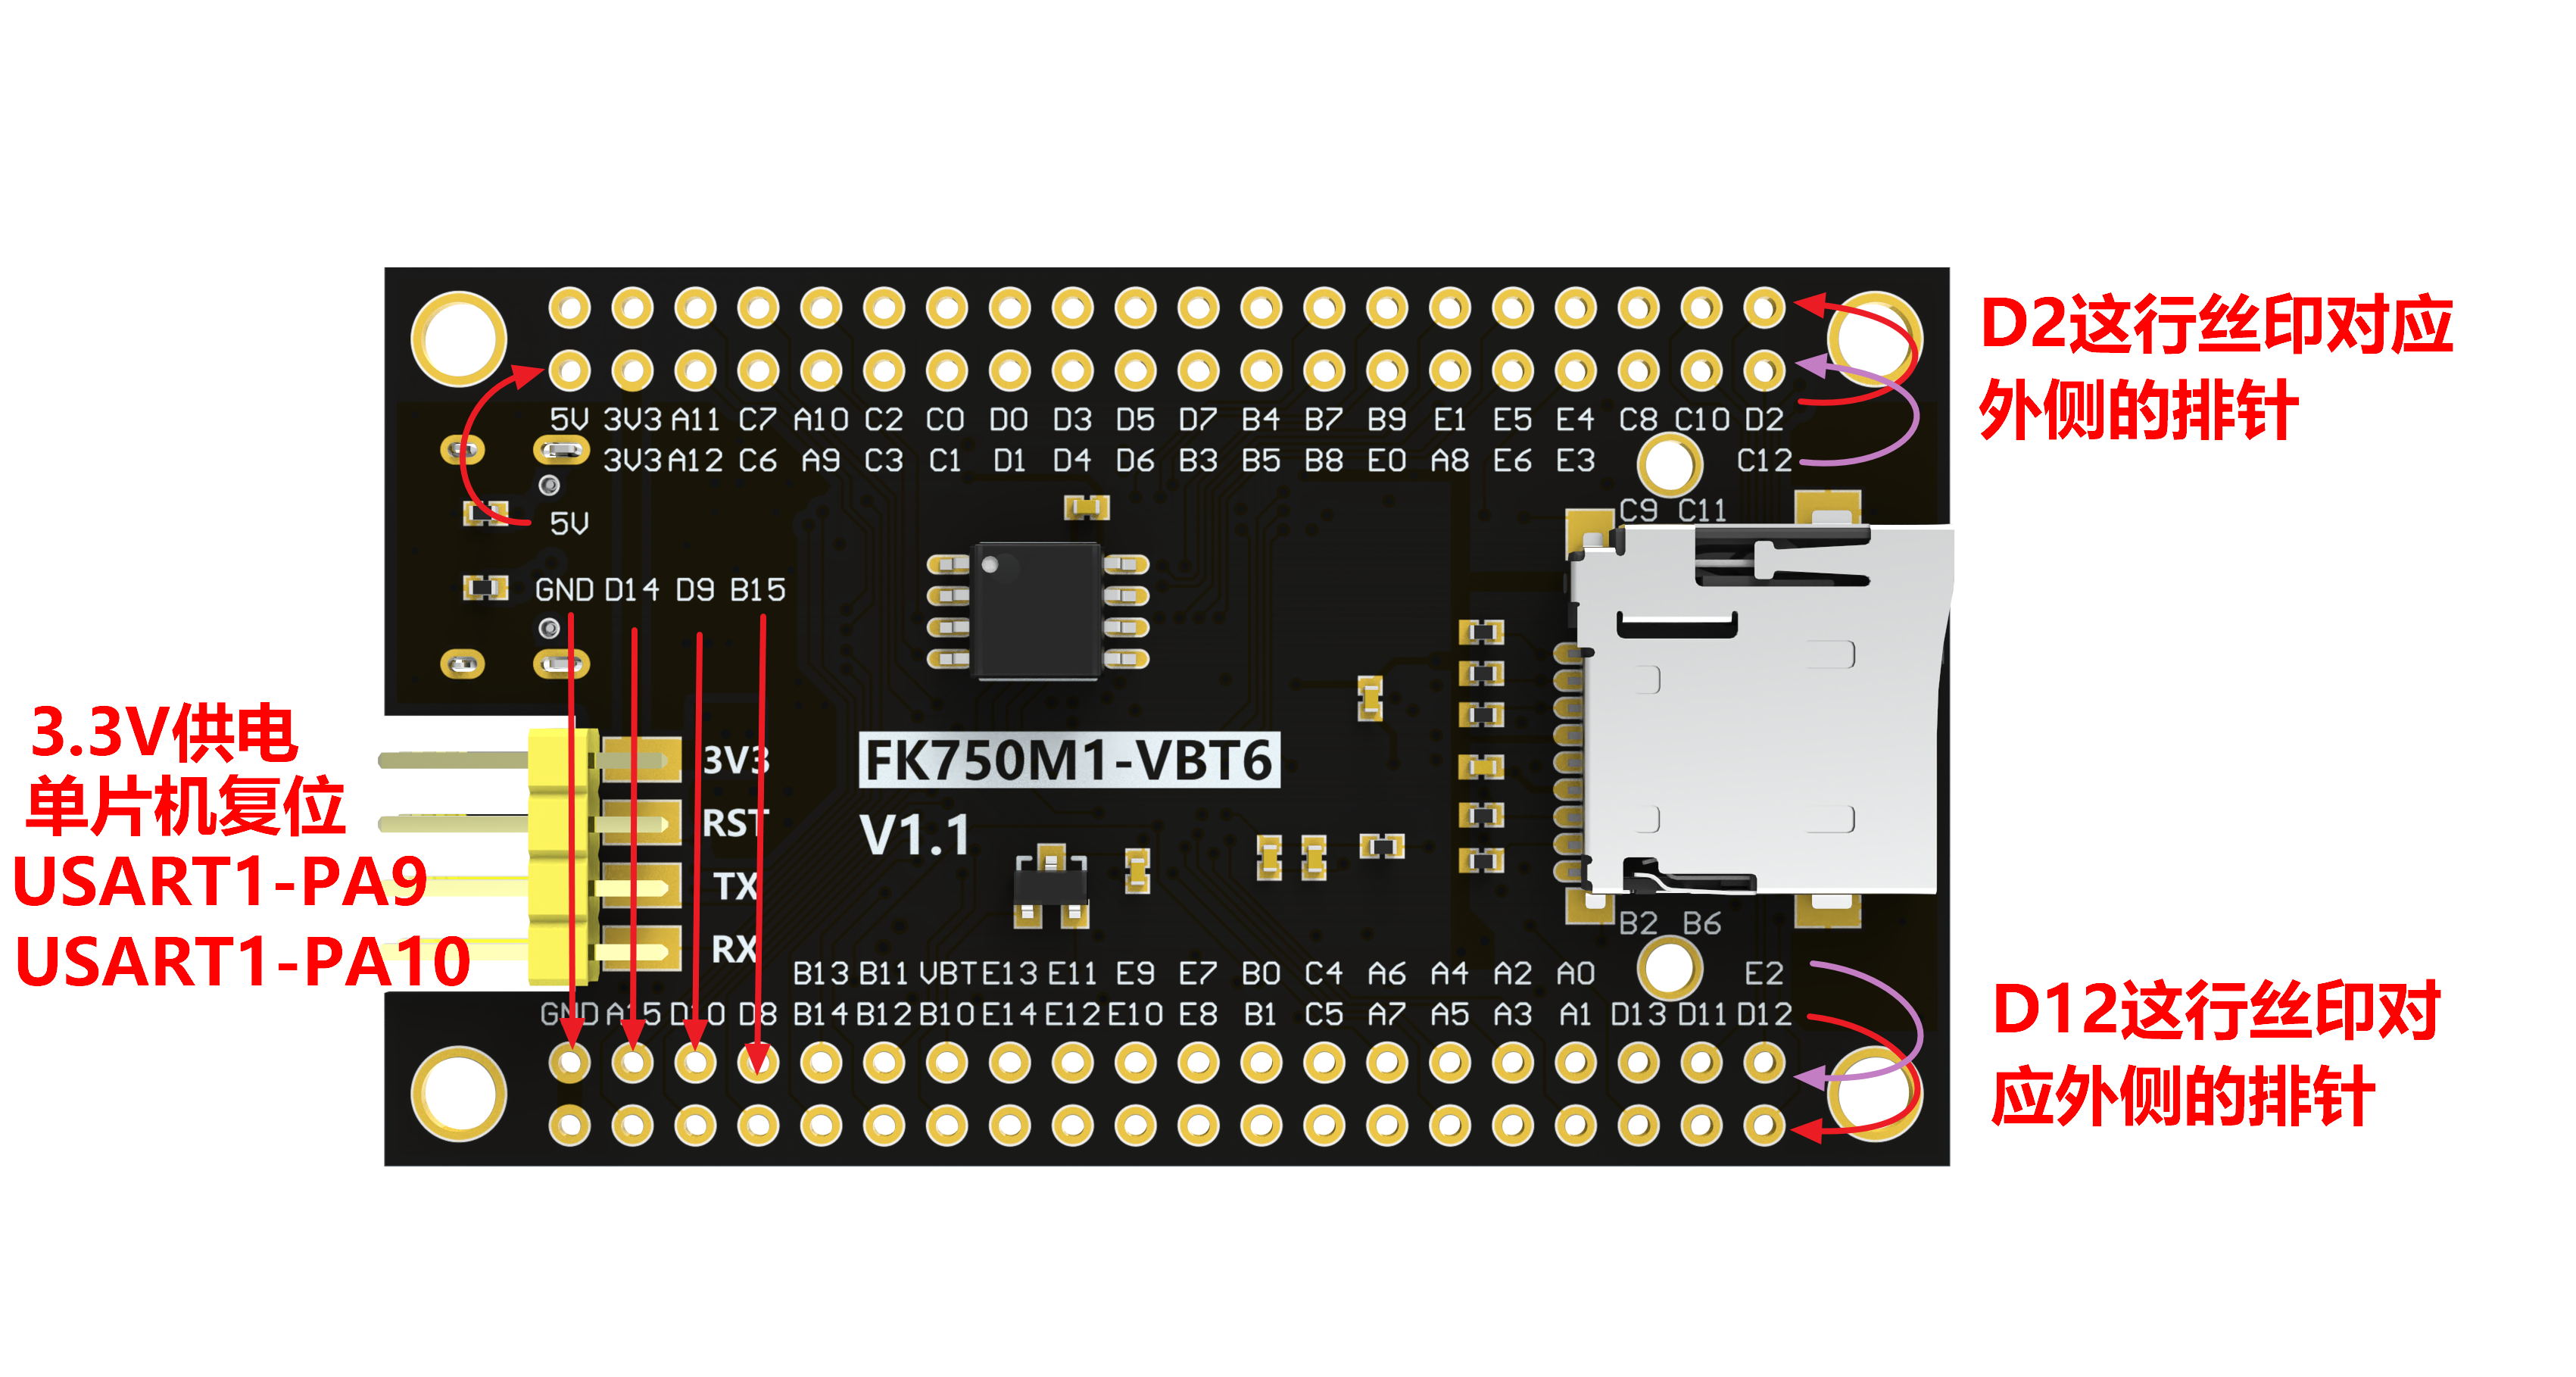 5V 3V3 A11 C7 A10 C2 C0 D0 D3 D5 D7 B4 B7 B9 E1 E5 E4 C8 C10 D2
3V3 A12 C6 A9 C3 C1 D1 D4 D6 B3 B5 B8 E0 A8 E6 E3 C12
C9 C11
5V
GND D14 D9 B15
D2这行丝印对应
外侧的排针
3.3V供电
单片机复位
USART1-PA9
USART1-PA10
3V3
RST
TX
RX
FK750M1-VBT6
V1.1
B2 B6
B13 B11 VBT E13 E11 E9 E7 B0 C4 A6 A4 A2 A0 E2
GND A15 D10 D8 B14 B12 B10 E14 E12 E10 E8 B1 C5 A7 A5 A3 A1 D13 D11 D12
D12这行丝印对
应外侧的排针